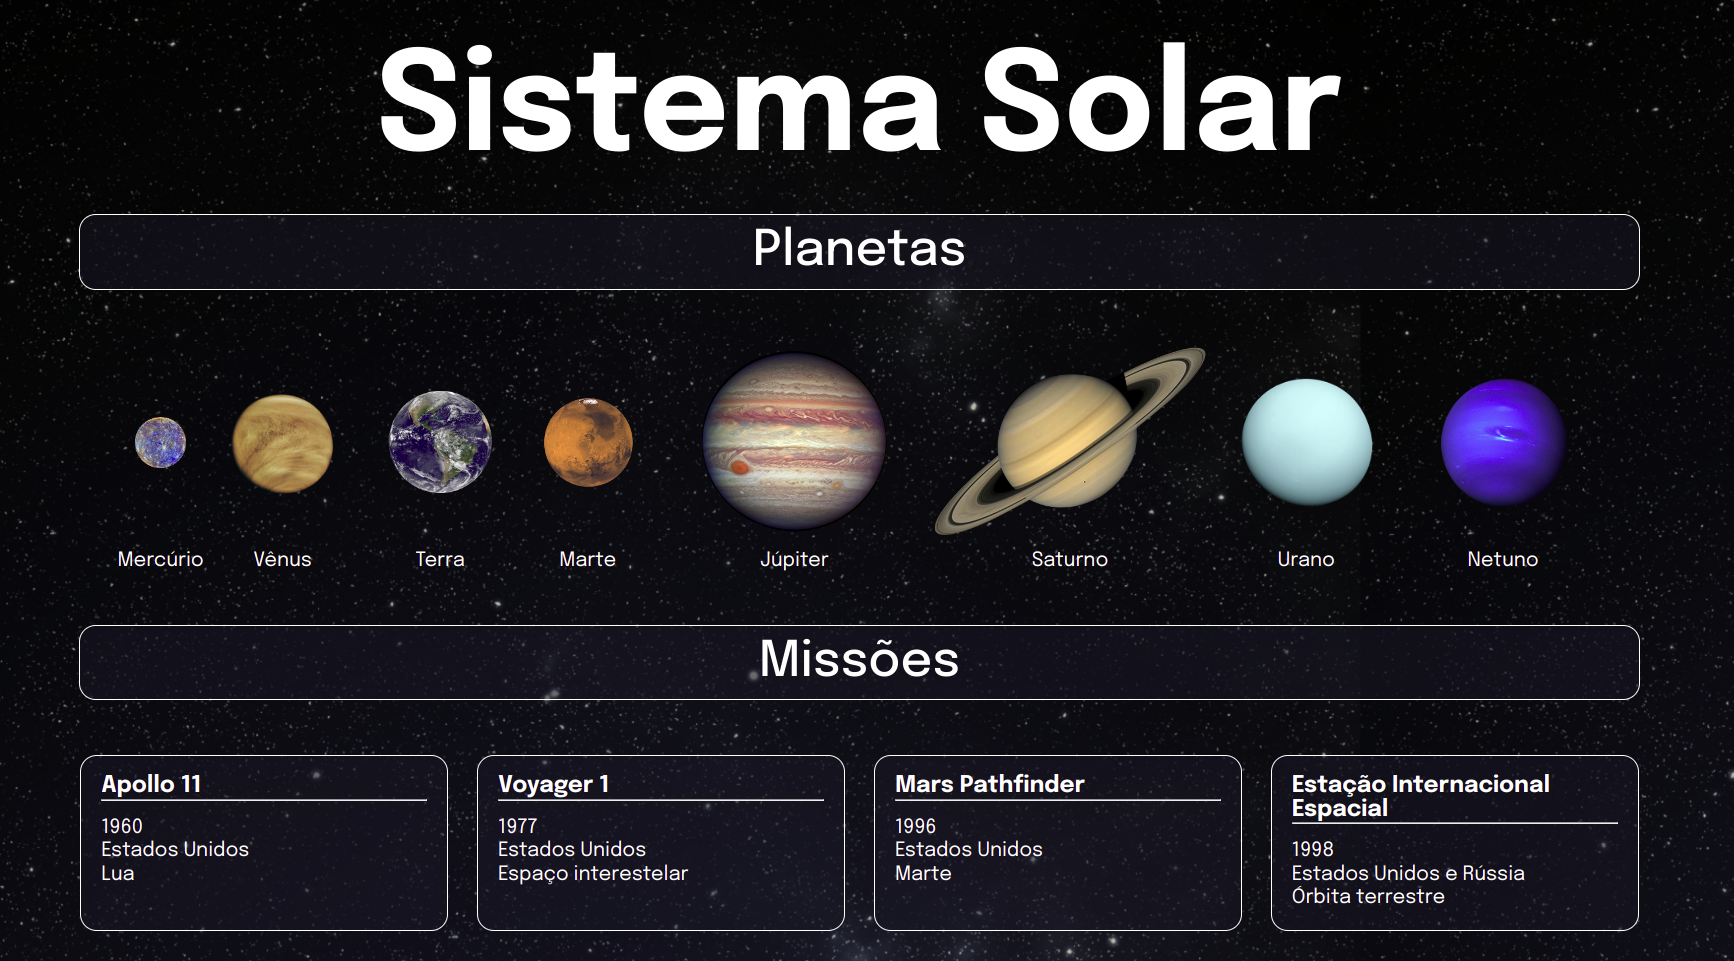 Sistema Solar
Planetas
Mercúrio
Vênus
Terra
Marte
Júpiter
Saturno
Urano
Netuno
Missões
Apollo 11
1960
Estados Unidos
Lua
Voyager 1
1977
Estados Unidos
Espaço interestelar
Mars Pathfinder
1996
Estados Unidos
Marte
Estação Internacional
Espacial
1998
Estados Unidos e Rússia
Órbita terrestre